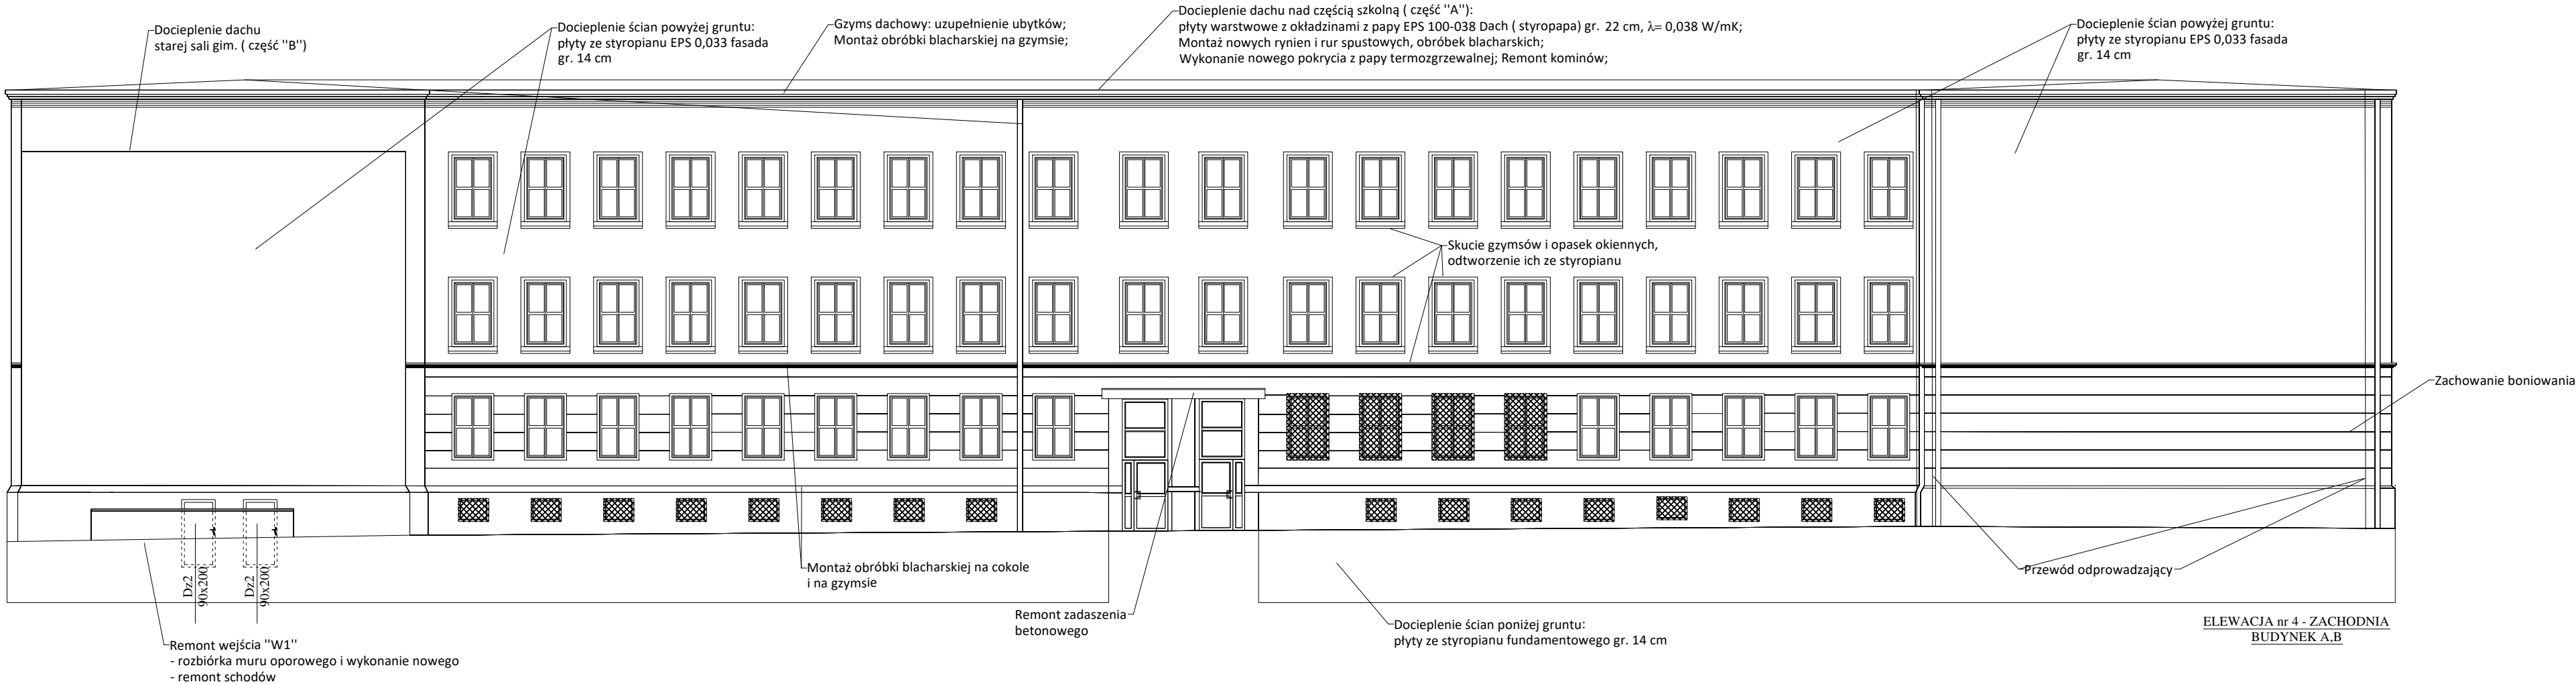 Docieplenie dachu
starej sali gim. ( część "B")
Docieplenie ścian powyżej gruntu:
płyty ze styropianu EPS 0,033 fasada
gr. 14 cm
Gzyms dachowy: uzupełnienie ubytków;
Montaż obróbki blacharskiej na gzymsie;
Docieplenie dachu nad częścią szkolną ( część "A"):
płyty warstwowe z okładzinami z papy EPS 100-038 Dach ( styropapa) gr. 22 cm, λ= 0,038 W/mK;
Montaż nowych rynien i rur spustowych, obróbek blacharskich;
Wykonanie nowego pokrycia z papy termozgrzewalnej; Remont kominów;
Docieplenie ścian powyżej gruntu:
płyty ze styropianu EPS 0,033 fasada
gr. 14 cm
Skucie gzymsów i opasek okiennych,
odtworzenie ich ze styropianu
Zachowanie boniowania
Dz2
90x200
Dz2
90x200
Montaż obróbki blacharskiej na cokole
i na gzymsie
Przewód odprowadzający
Remont zadaszenia
betonowego
Docieplenie ścian poniżej gruntu:
płyty ze styropianu fundamentowego gr. 14 cm
ELEWACJA nr 4 - ZACHODNIA
BUDYNEK A,B
Remont wejścia "W1"
- rozbiórka muru oporowego i wykonanie nowego
- remont schodów